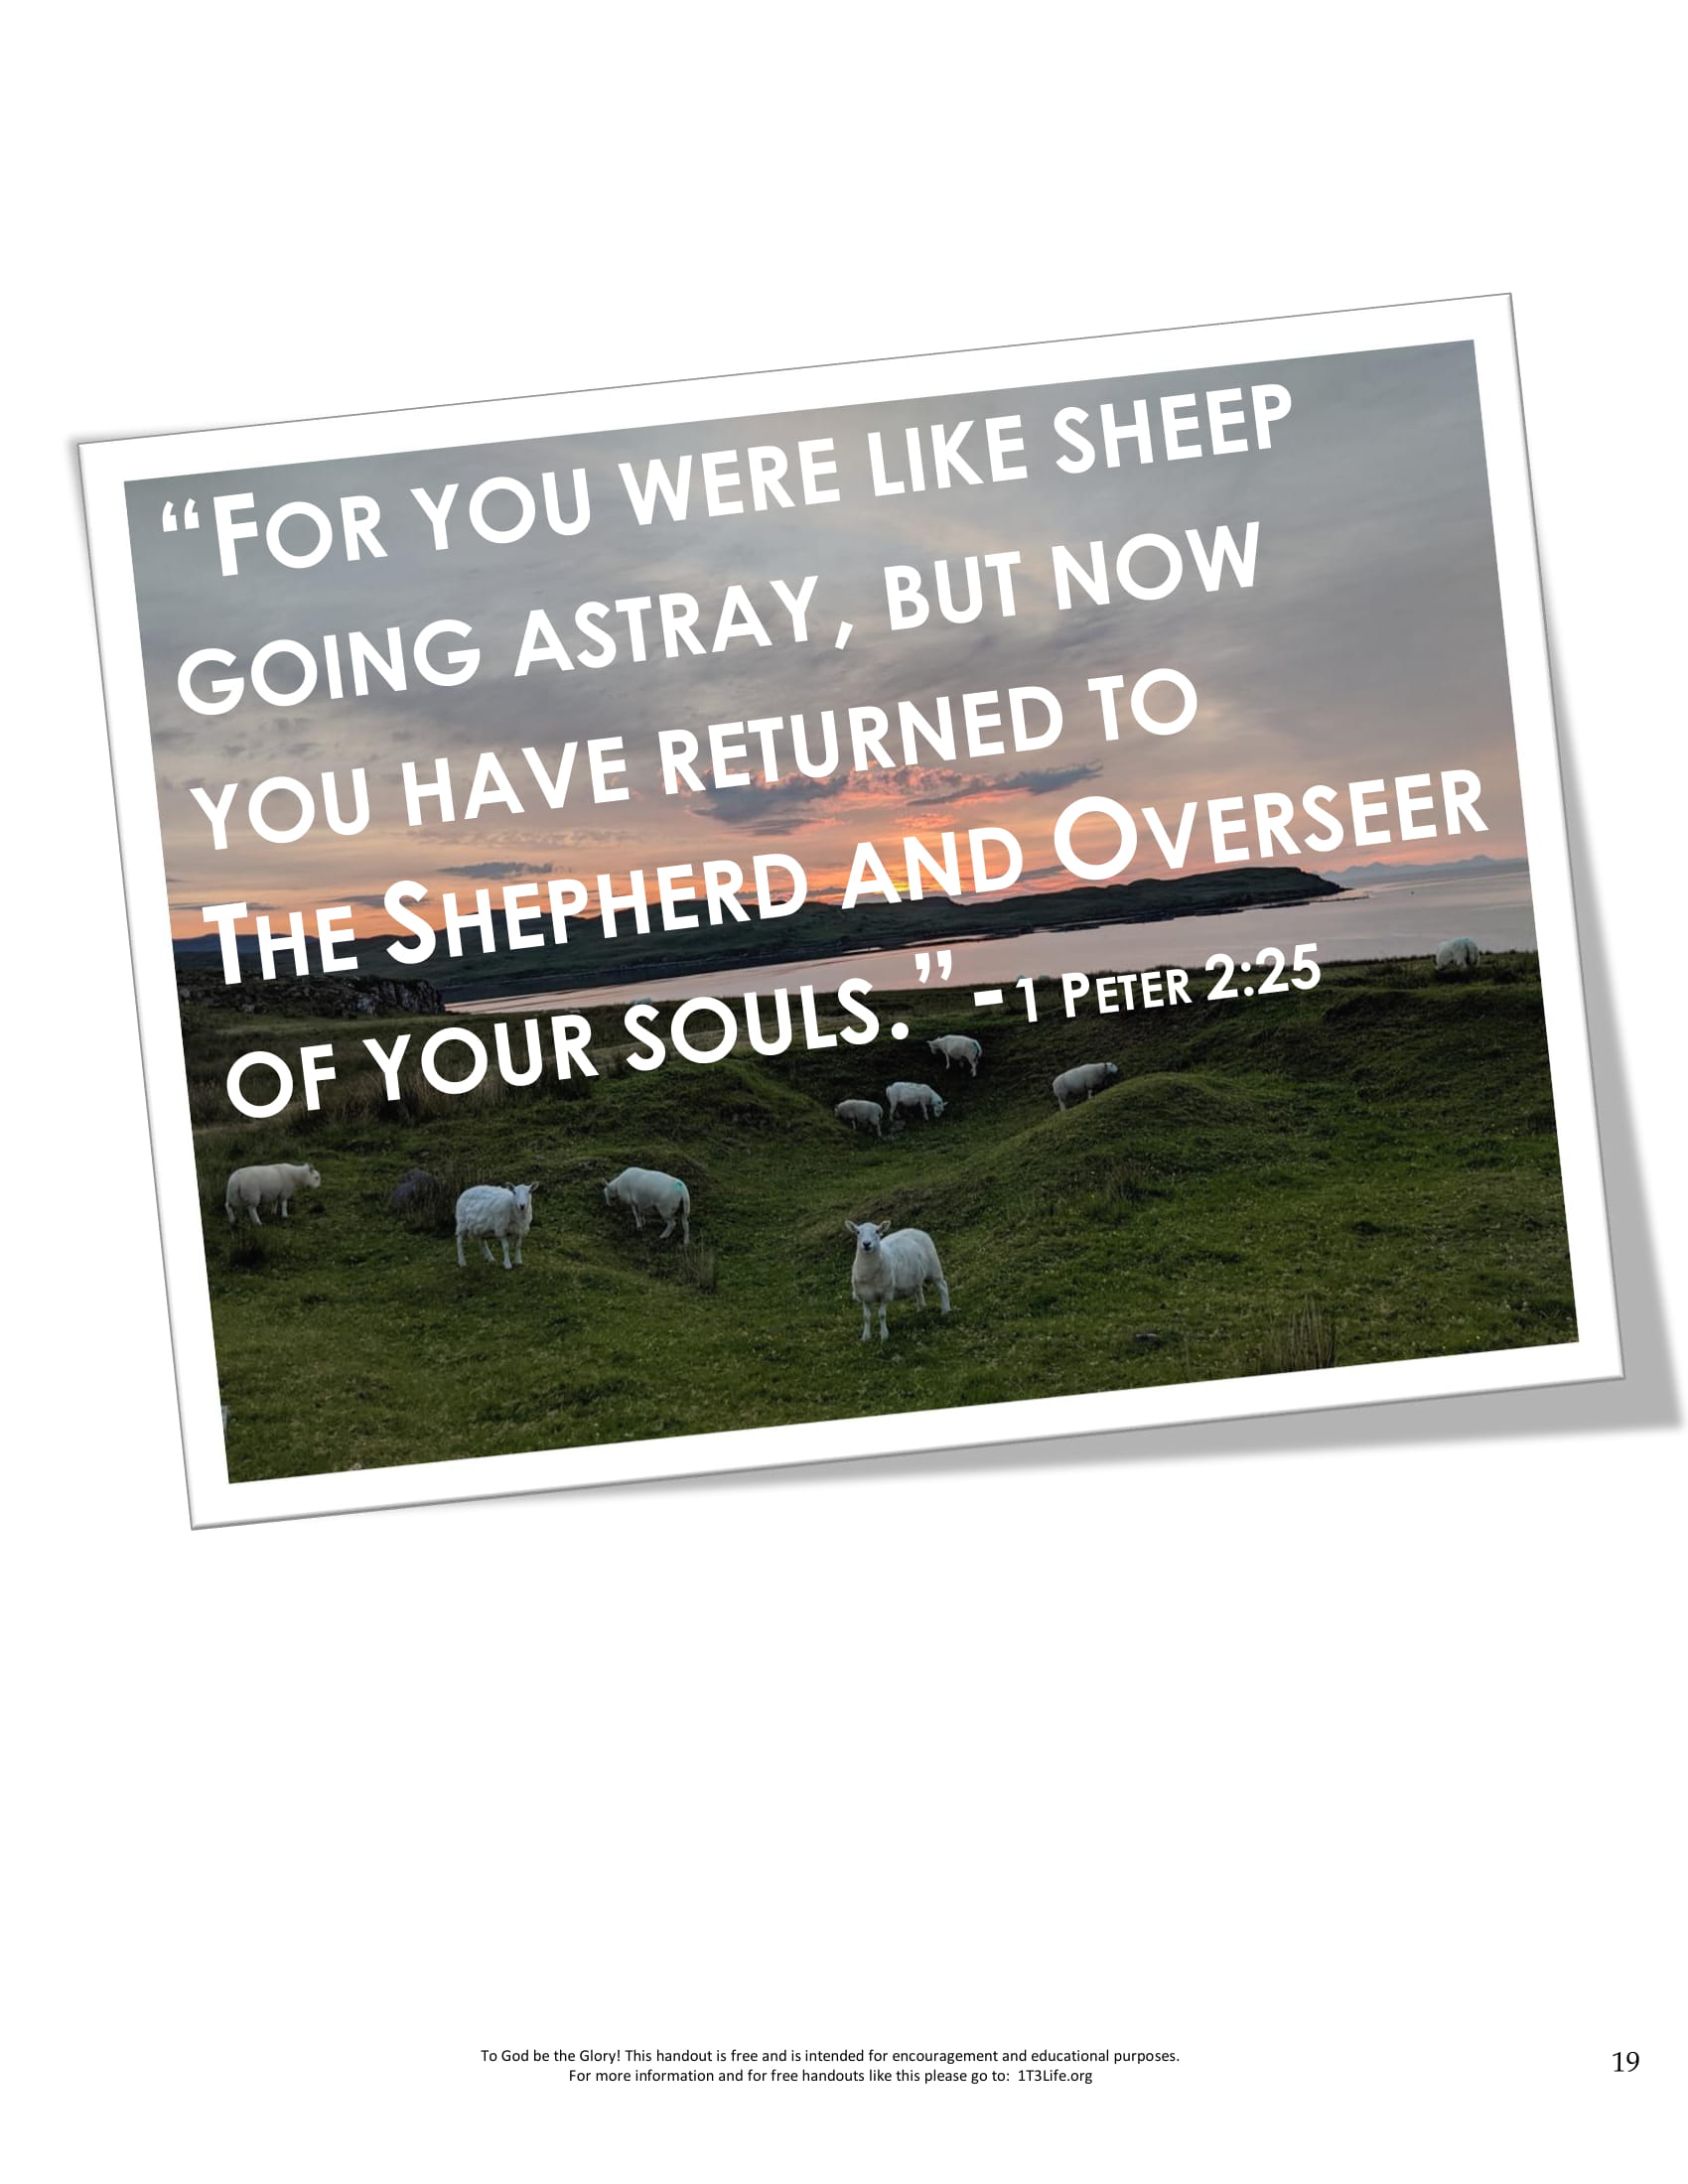 “For you were like sheep
going astray, but now
you have returned to
The Shepherd and Overseer
of your souls.” -1 Peter 2:25
To God be the Glory! This handout is free and is intended for encouragement and educational purposes.
For more information and for free handouts like this please go to:  1T3Life.org
19